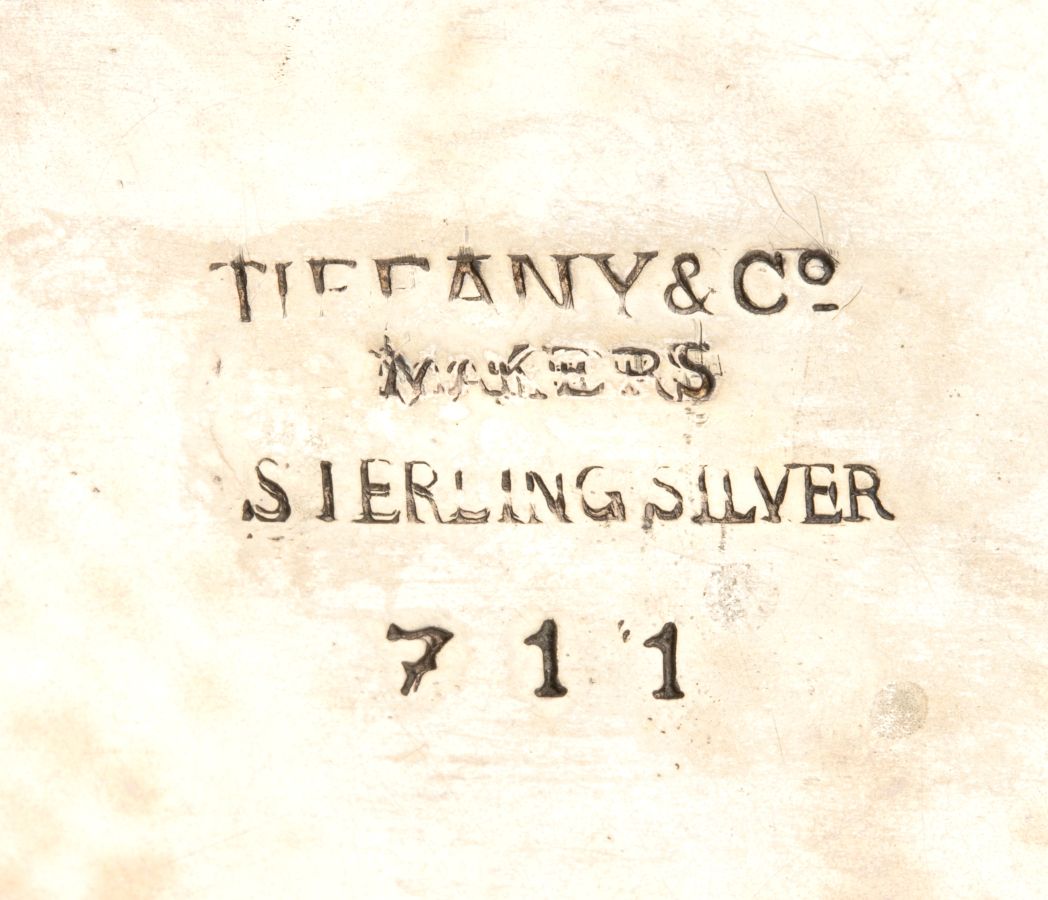 TIFFANY & Cº
MAKERS
STERLING SILVER
711